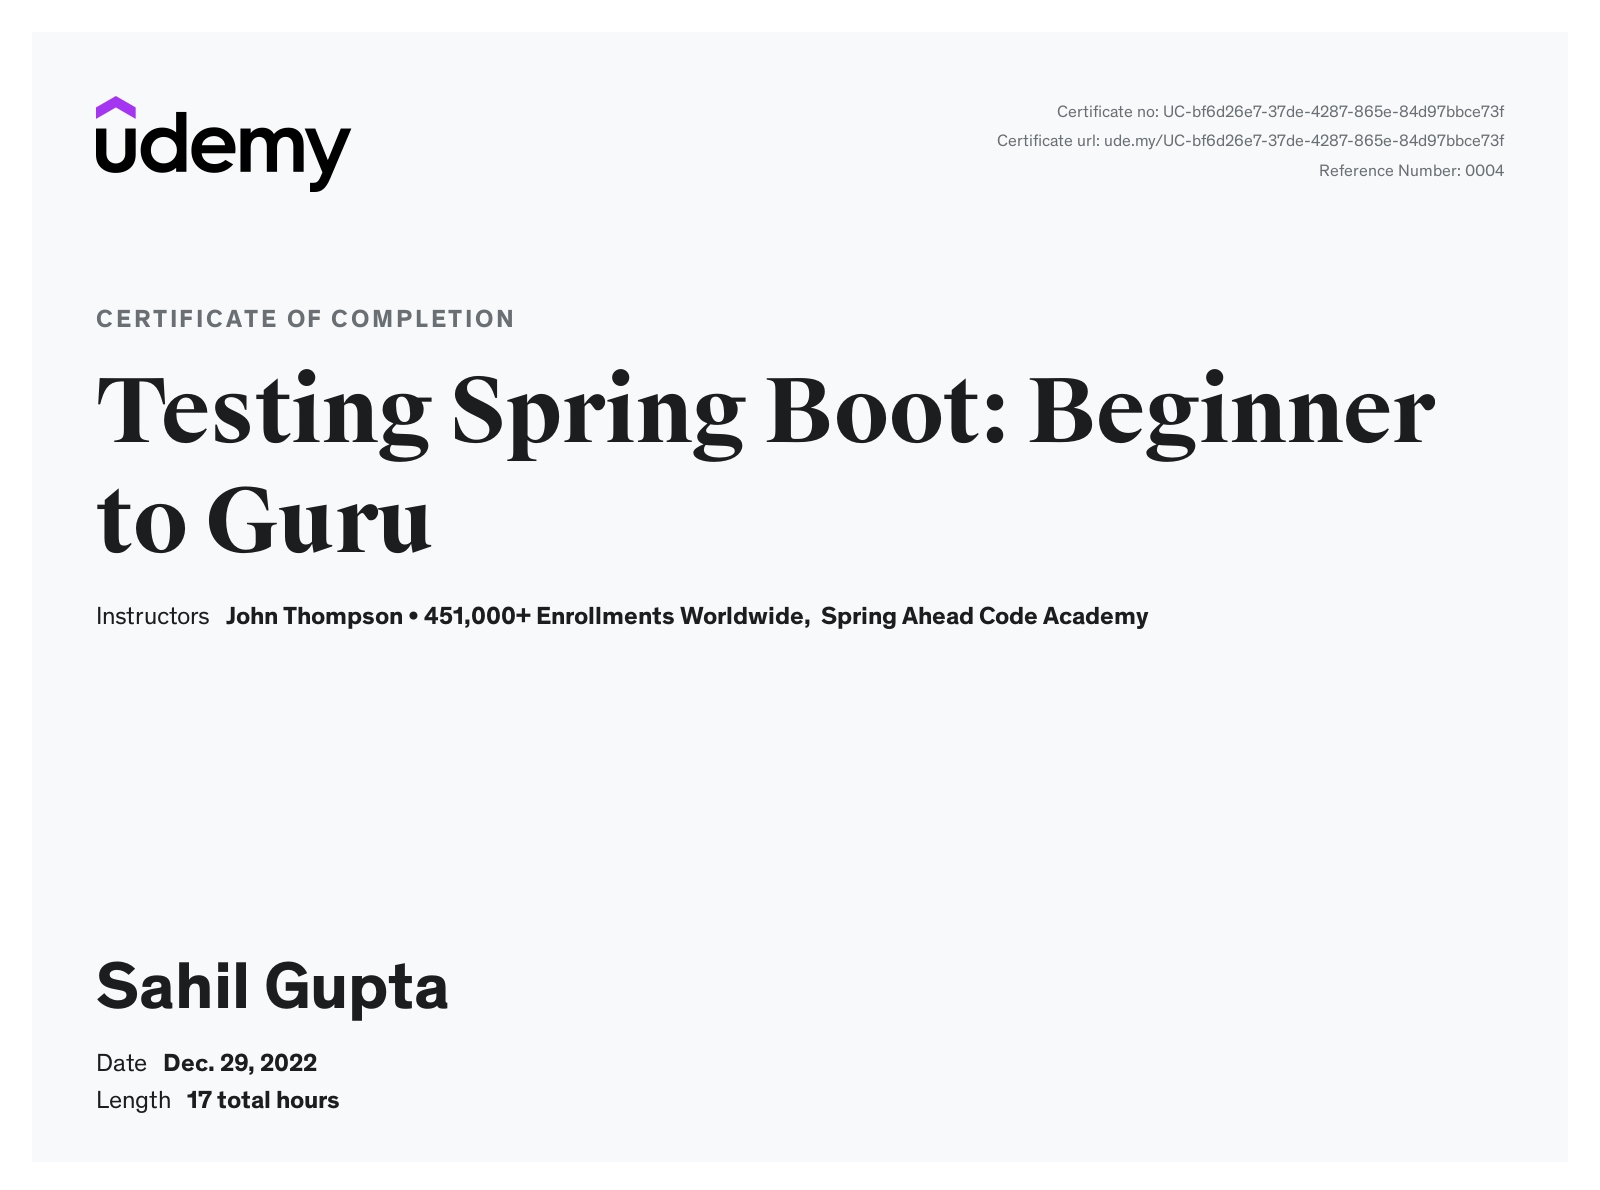 udemy
Certificate no: UC-bf6d26e7-37de-4287-865e-84d97bbce73f
Certificate url: ude.my/UC-bf6d26e7-37de-4287-865e-84d97bbce73f
Reference Number: 0004
CERTIFICATE OF COMPLETION
Testing Spring Boot: Beginner
to Guru
Instructors John Thompson • 451,000+ Enrollments Worldwide, Spring Ahead Code Academy
Sahil Gupta
Date Dec. 29, 2022
Length 17 total hours